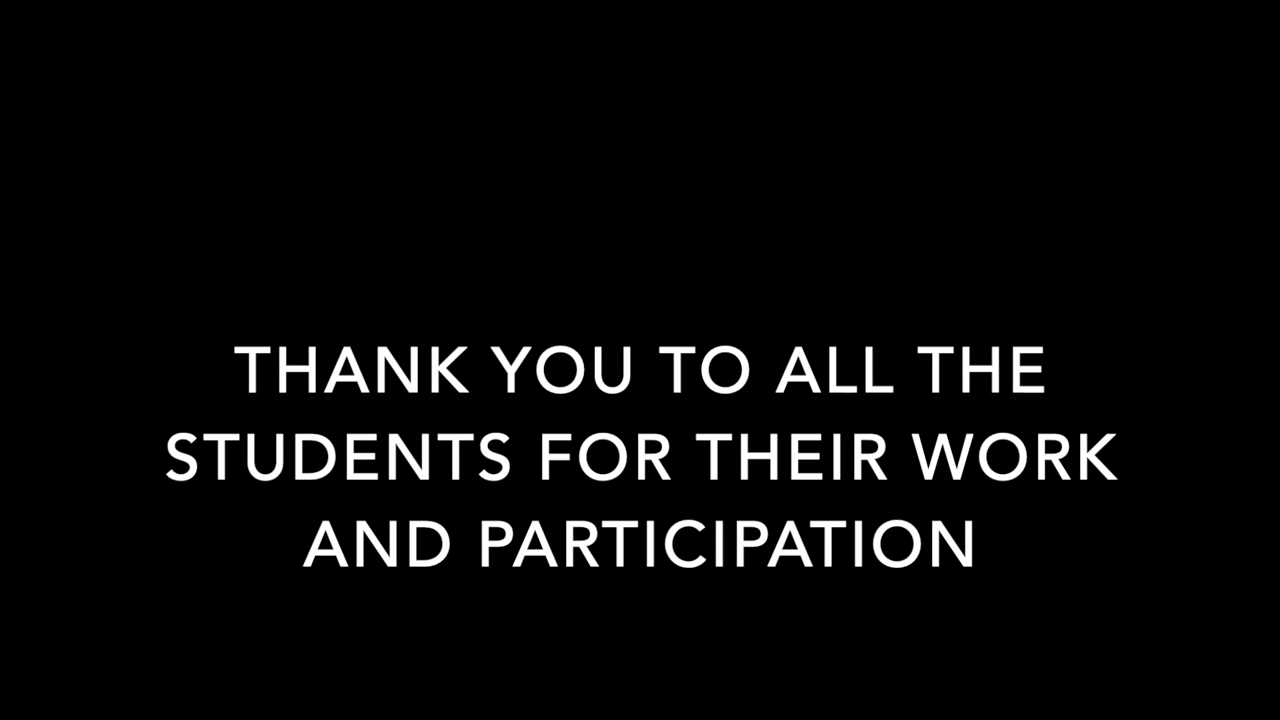 THANK YOU TO ALL THE
STUDENTS FOR THEIR WORK
AND PARTICIPATION